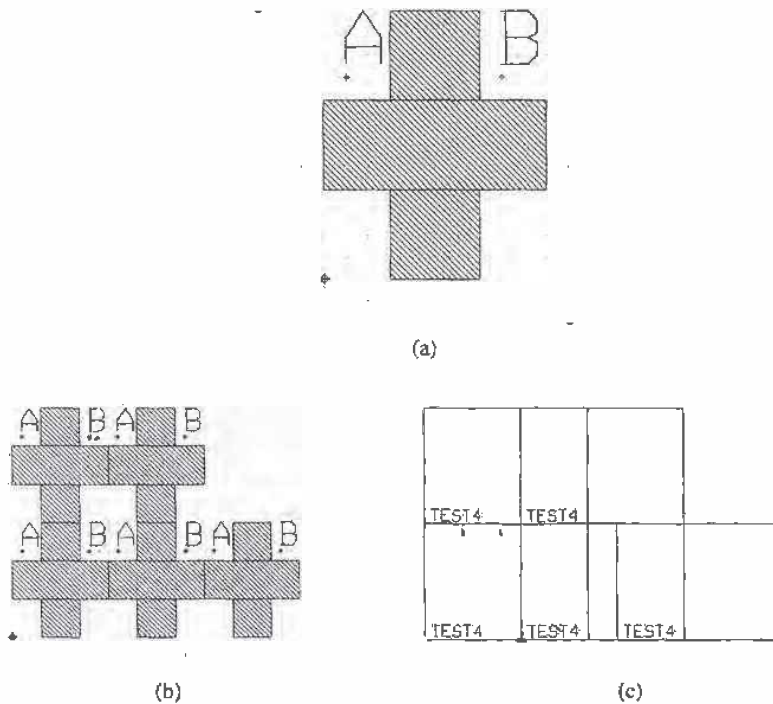 A B
(a)
A B A B
A B A B A B
(b)
TEST4 TEST4
TEST4 TEST4 TEST4
(c)